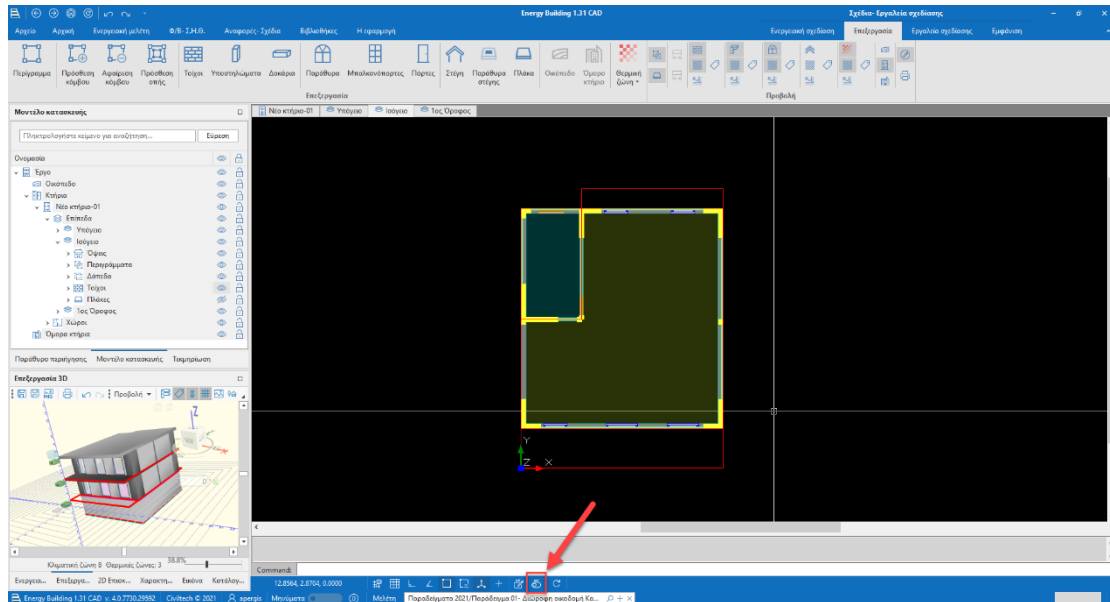 Energy Building 1.31 CAD
Σχέδια- Εργαλεία σχεδίασης
Αρχείο Αρχική Ενεργειακή μελέτη Φ/Β- Σ.Η.Θ. Αναφορές- Σχέδια Βιβλιοθήκες Η εφαρμογή Ενεργειακή σχεδίαση Επεξεργασία Εργαλεία σχεδίασης Εμφάνιση
Περίγραμμα Πρόσθεση Αφαίρεση Πρόσθεση Τοίχοι Υποστηλώματα Δοκάρια Παράθυρα Μπαλκονόπορτες Πόρτες Στέγη Παράθυρα Πλάκα Οικόπεδο Όμορο Θερμική
κόμβου κόμβου οπής στέγης κτήριο ζώνη
Επεξεργασία Προβολή
Μοντέλο κατασκευής
Νέο κτήριο-01 Υπόγειο Ισόγειο 1ος Όροφος
Πληκτρολογήστε κείμενο για αναζήτηση... Εύρεση
Ονομασία
Έργο
Οικόπεδο
Κτήρια
Νέο κτήριο-01
Επίπεδα
Υπόγειο
Ισόγειο
Όψεις
Περιγράμματα
Δάπεδα
Τοίχοι
Πλάκες
1ος Όροφος
Χώροι
Όμορα κτήρια
Παράθυρο περιήγησης Μοντέλο κατασκευής Τεκμηρίωση
Επεξεργασία 3D
Προβολή
Z
Y
Z X
Κλιματική ζώνη Β Θερμικές ζώνες: 3 38.8%
Command:
Ενεργεια... Επεξεργα... 2D Επισκ... Χαρακτη... Εικόνα Κατάλογ...
12.8564, 2.8704, 0.0000
Energy Building 1.31 CAD v. 4.0.7730.29592 Civiltech © 2021 apergis Μηνύματα (0) Μελέτη Παραδείγματα 2021/Παράδειγμα 01- Διώροφη οικοδομή Κα...